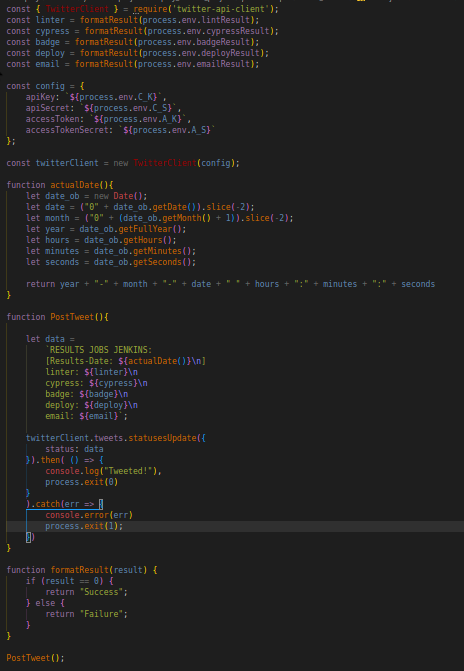 const { TwitterClient } = require('twitter-api-client');
const linter = formatResult(process.env.lintResult);
const cypress = formatResult(process.env.cypressResult);
const badge = formatResult(process.env.badgeResult);
const deploy = formatResult(process.env.deployResult);
const email = formatResult(process.env.emailResult);
const config = {
apiKey: `${process.env.C_K}`,
apiSecret: `${process.env.C_S}`,
accessToken: `${process.env.A_K}`,
accessTokenSecret: `${process.env.A_S}`
};
const twitterClient = new TwitterClient(config);
function actualDate(){
let date_ob = new Date();
let date = ("0" + date_ob.getDate()).slice(-2);
let month = ("0" + (date_ob.getMonth() + 1)).slice(-2);
let year = date_ob.getFullYear();
let hours = date_ob.getHours();
let minutes = date_ob.getMinutes();
let seconds = date_ob.getSeconds();
return year + "-" + month + "-" + date + " " + hours + ":" + minutes + ":" + seconds
}
function PostTweet(){
let data =
`RESULTS JOBS JENKINS:
[Results-Date: ${actualDate()}\n]
linter: ${linter}\n
cypress: ${cypress}\n
badge: ${badge}\n
deploy: ${deploy}\n
email: ${email}`;
twitterClient.tweets.statusesUpdate({
status: data
}).then( () => {
console.log("Tweeted!"),
process.exit(0)
}
).catch(err => {
console.error(err)
process.exit(1);
})
}
function formatResult(result) {
if (result == 0) {
return "Success";
} else {
return "Failure";
}
}
PostTweet();